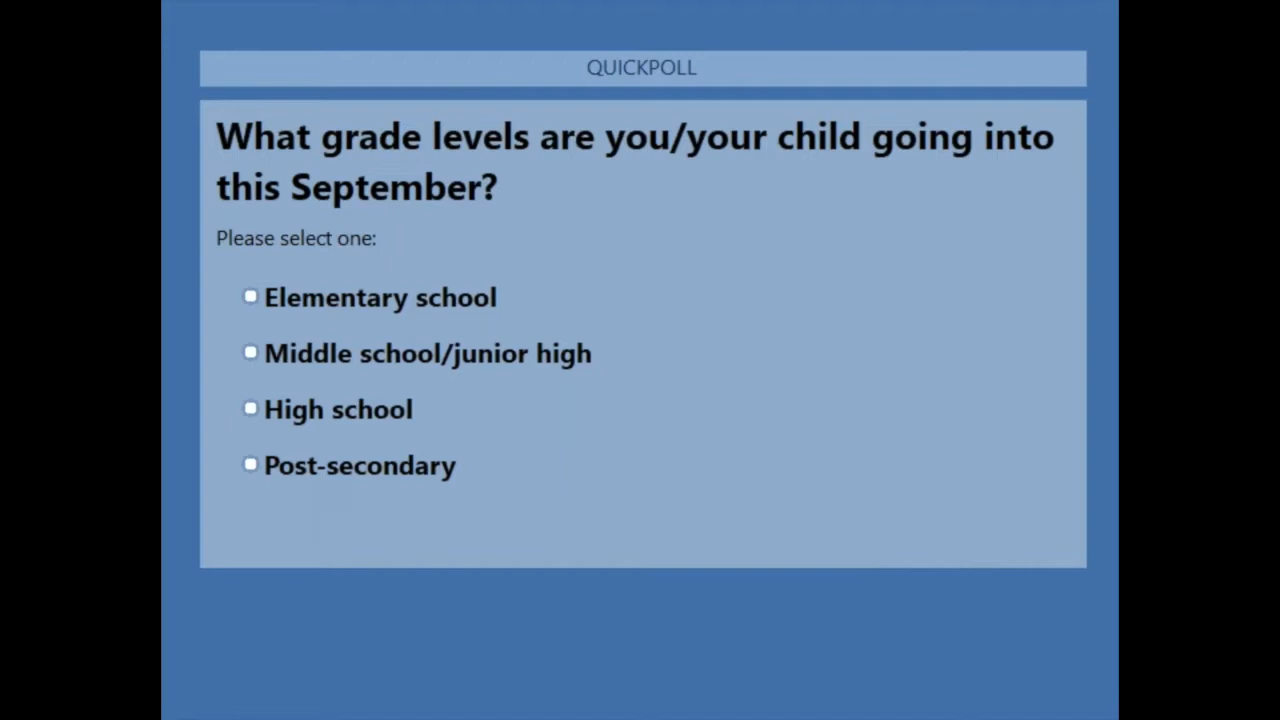 QUICKPOLL
What grade levels are you/your child going into
this September?
Please select one:
Elementary school
Middle school/junior high
High school
Post-secondary